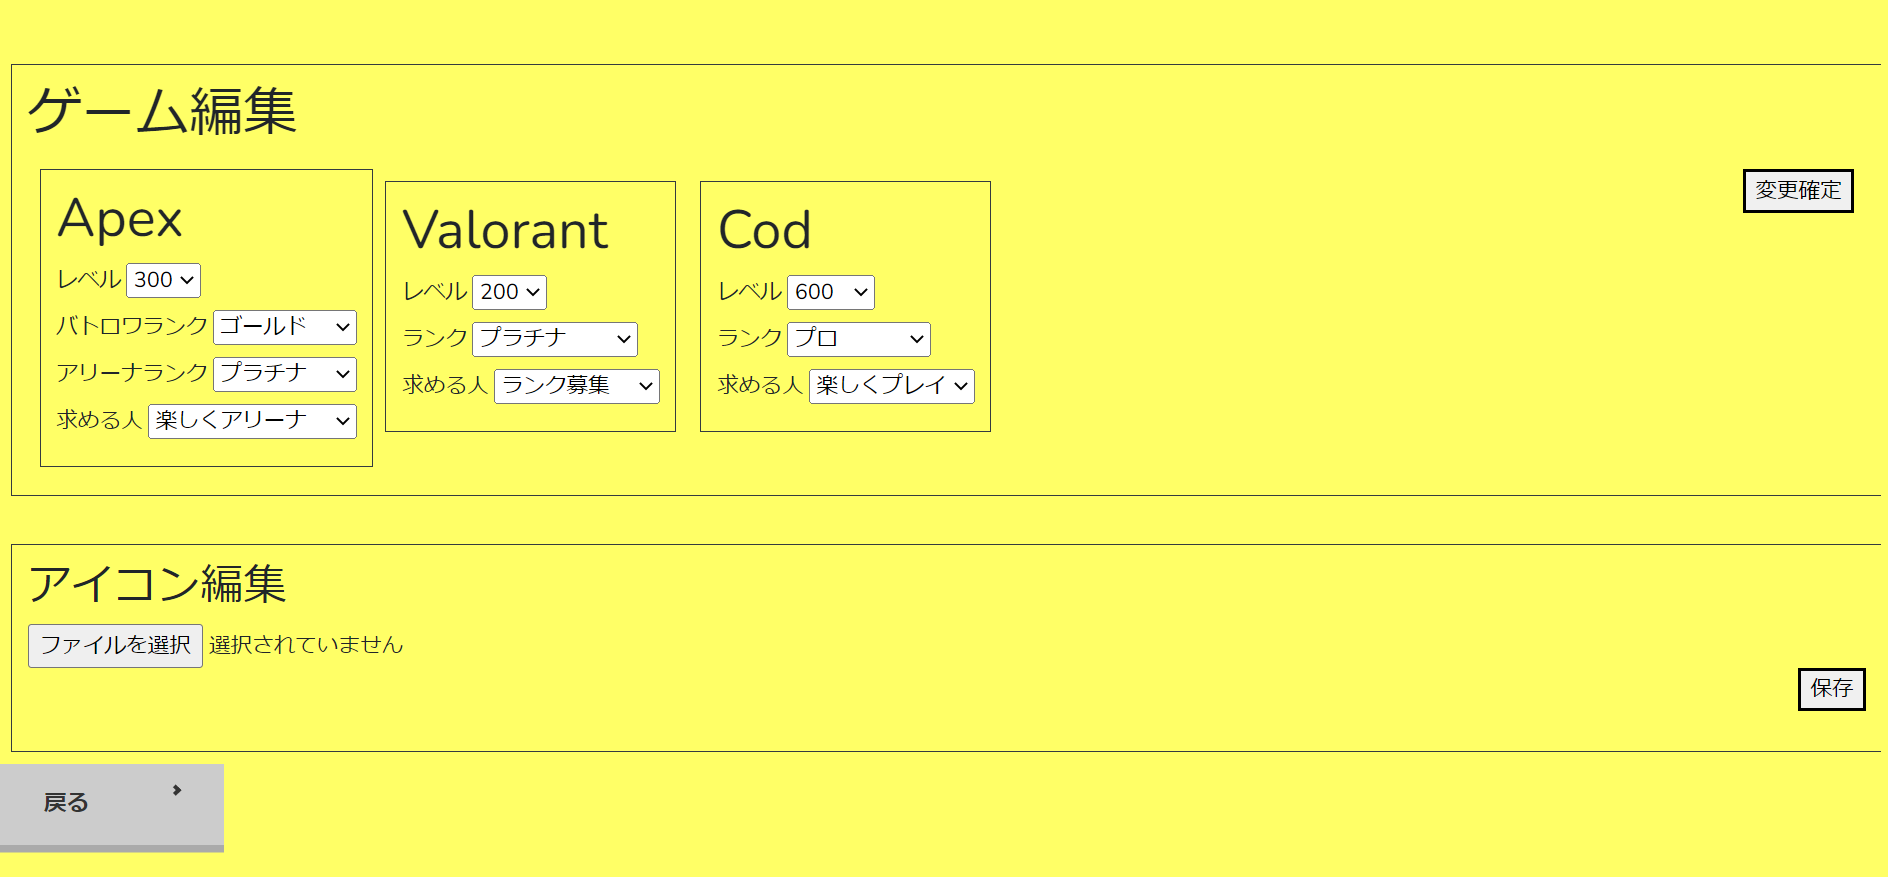 ゲーム編集
Apex
レベル 300
バトロワランク ゴールド
アリーナランク プラチナ
求める人 楽しくアリーナ
Valorant
レベル 200
ランク プラチナ
求める人 ランク募集
Cod
レベル 600
ランク プロ
求める人 楽しくプレイ
変更確定
アイコン編集
ファイルを選択 選択されていません
保存
戻る